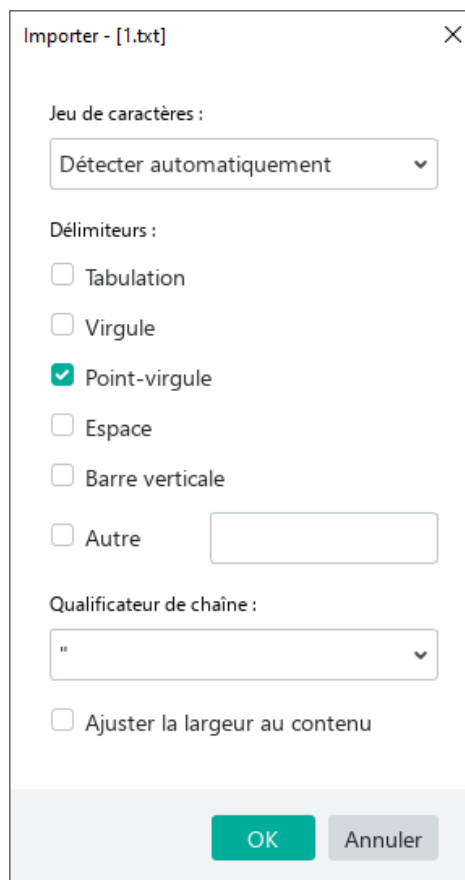 Importer - [1.txt]
Jeu de caractères :
Détecter automatiquement
Délimiteurs :
Tabulation
Virgule
Point-virgule
Espace
Barre verticale
Autre
Qualificateur de chaîne :
"
Ajuster la largeur au contenu
OK Annuler